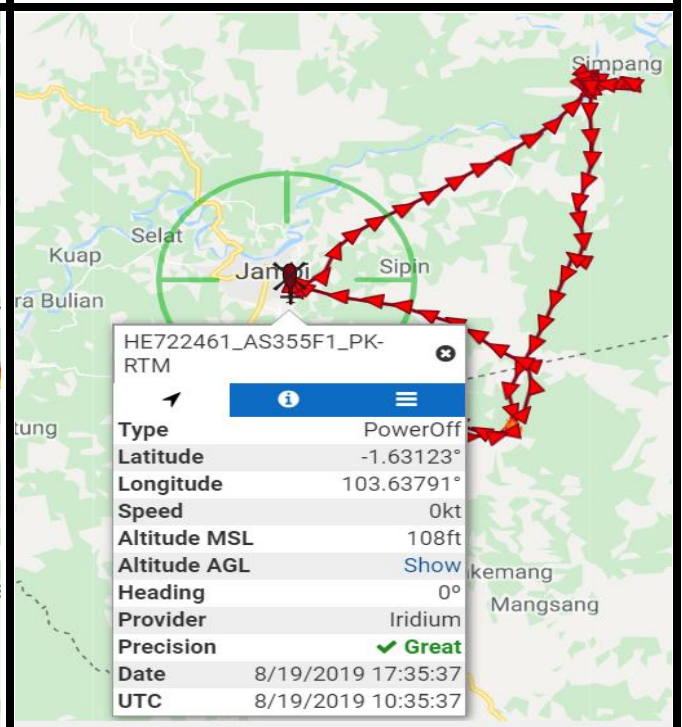 Simpang
Selat
Kuap
Sipin
ra Bulian
HE722461_AS355F1_PK-
RTM
tung
Type PowerOff
Latitude -1.63123°
Longitude 103.63791°
Speed 0kt
Altitude MSL 108ft
Altitude AGL Show
kemang
Heading 0º
Mangsang
Provider Iridium
Precision Great
Date 8/19/2019 17:35:37
UTC 8/19/2019 10:35:37